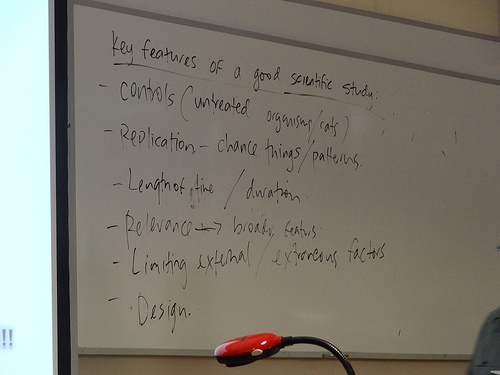 Key features of a good scientific study:
- Controls (untreated organisms/rats)
- Replication - chance things/patterns.
- Length of time / duration.
- Relevance → broader
- Limiting external / extraneous factors
- Design.
!!